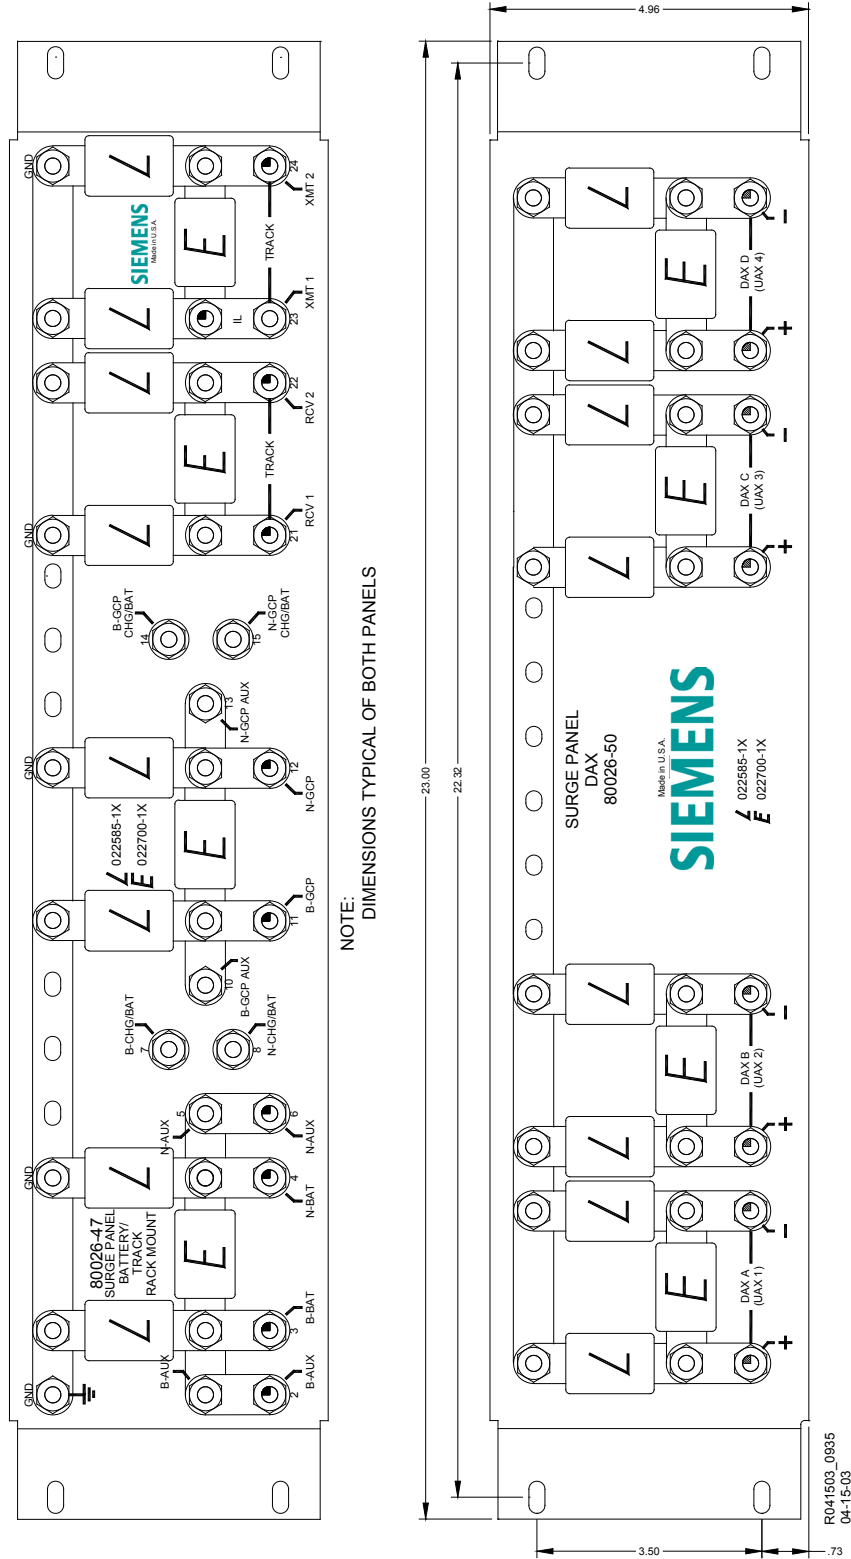 80026-47
SURGE PANEL
BATTERY/
TRACK
RACK MOUNT
GND
B-AUX
2
B-AUX
3
B-BAT
GND
4
N-BAT
N-AUX
5
6
N-AUX
B-CHG/BAT
7
8
N-CHG/BAT
10
B-GCP AUX
11
B-GCP
E
L
022585-1X
022700-1X
GND
12
N-GCP
13
N-GCP AUX
B-GCP
CHG/BAT
14
15
N-GCP
CHG/BAT
GND
21
RCV 1
TRACK
22
RCV 2
23
XMT 1
IL
TRACK
SIEMENS
Made in U.S.A.
GND
24
XMT 2
L
L
E
L
L
E
L
L
E
L
L
E
NOTE:
DIMENSIONS TYPICAL OF BOTH PANELS
23.00
22.32
4.96
3.50
.73
SURGE PANEL
DAX
80026-50
Made in U.S.A.
SIEMENS
L 022585-1X
E 022700-1X
L
L
E
+
DAX A
(UAX 1)
-
L
L
E
+
DAX B
(UAX 2)
-
L
L
E
+
DAX C
(UAX 3)
-
L
L
E
+
DAX D
(UAX 4)
-
R041503_0935
04-15-03